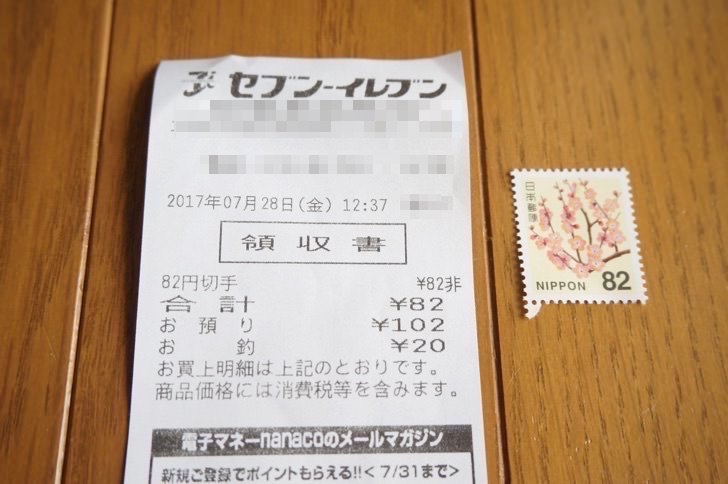 セブン-イレブン
2017年07月28日(金) 12:37
領収書
82円切手 ¥82非
合計 ¥82
お預り ¥102
お釣 ¥20
お買上明細は上記のとおりです。
商品価格には消費税等を含みます。
電子マネーnanacoのメールマガジン
新規ご登録でポイントもらえる!!<7/31まで>
日本郵便
NIPPON 82